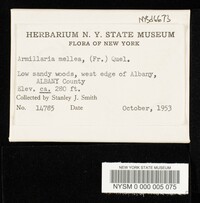 HERBARIUM N. Y. STATE MUSEUM
FLORA OF NEW YORK
Armillaria mellea, (Fr.) Quel.
Low sandy woods, west edge of Albany,
ALBANY County
Elev. ca. 280 ft.
Collected by Stanley J. Smith
No. 14785 Date October, 1953
NEW YORK STATE MUSEUM
NYSM 0 000 005 075